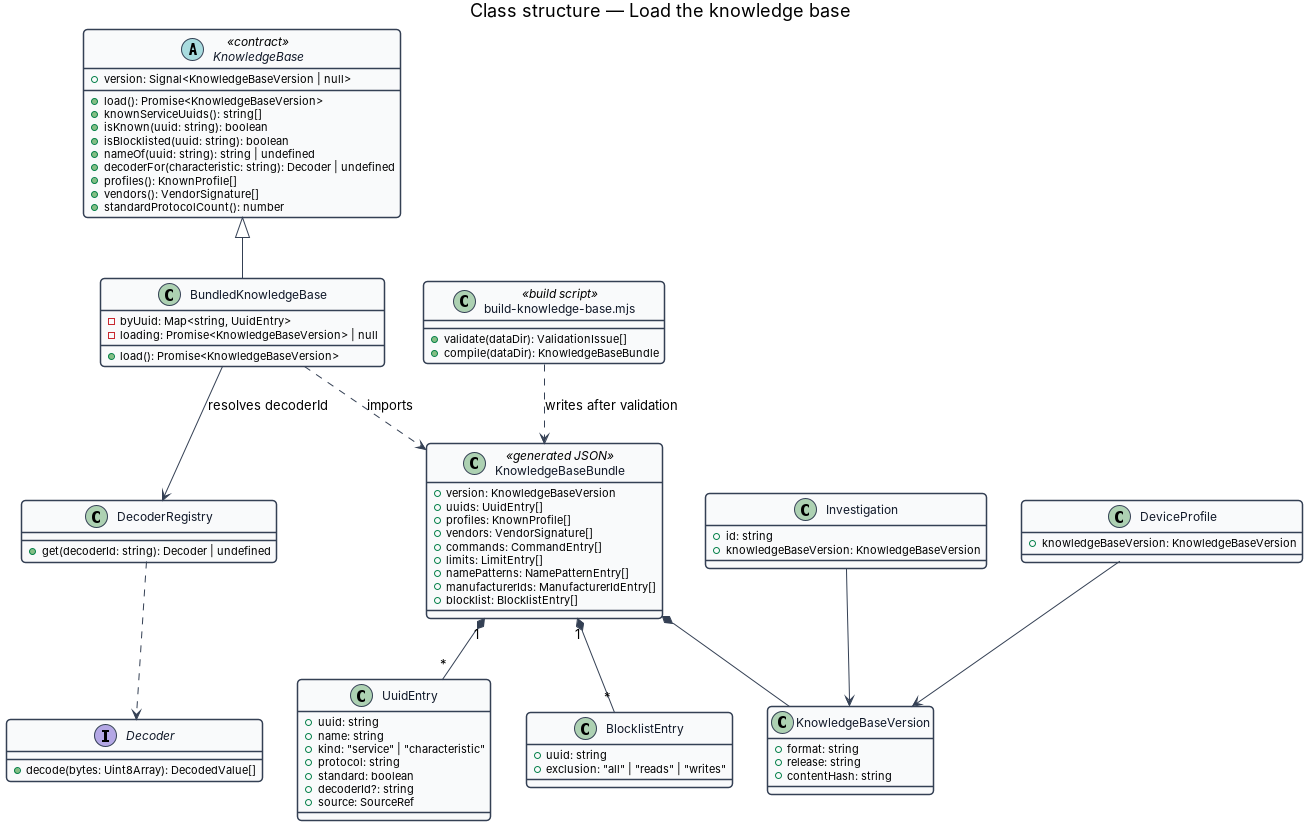 Class structure — Load the knowledge base
A
«contract»
KnowledgeBase
version: Signal<KnowledgeBaseVersion | null>
load(): Promise<KnowledgeBaseVersion>
knownServiceUuids(): string[]
isKnown(uuid: string): boolean
isBlocklisted(uuid: string): boolean
nameOf(uuid: string): string | undefined
decoderFor(characteristic: string): Decoder | undefined
profiles(): KnownProfile[]
vendors(): VendorSignature[]
standardProtocolCount(): number
C BundledKnowledgeBase
byUuid: Map<string, UuidEntry>
loading: Promise<KnowledgeBaseVersion> | null
load(): Promise<KnowledgeBaseVersion>
C
«build script»
build-knowledge-base.mjs
validate(dataDir): ValidationIssue[]
compile(dataDir): KnowledgeBaseBundle
resolves decoderId
imports
writes after validation
C
«generated JSON»
KnowledgeBaseBundle
version: KnowledgeBaseVersion
uuids: UuidEntry[]
profiles: KnownProfile[]
vendors: VendorSignature[]
commands: CommandEntry[]
limits: LimitEntry[]
namePatterns: NamePatternEntry[]
manufacturerIds: ManufacturerIdEntry[]
blocklist: BlocklistEntry[]
C DecoderRegistry
get(decoderId: string): Decoder | undefined
C Investigation
id: string
knowledgeBaseVersion: KnowledgeBaseVersion
C DeviceProfile
knowledgeBaseVersion: KnowledgeBaseVersion
1
*
1
*
I Decoder
decode(bytes: Uint8Array): DecodedValue[]
C UuidEntry
uuid: string
name: string
kind: "service" | "characteristic"
protocol: string
standard: boolean
decoderId?: string
source: SourceRef
C BlocklistEntry
uuid: string
exclusion: "all" | "reads" | "writes"
C KnowledgeBaseVersion
format: string
release: string
contentHash: string